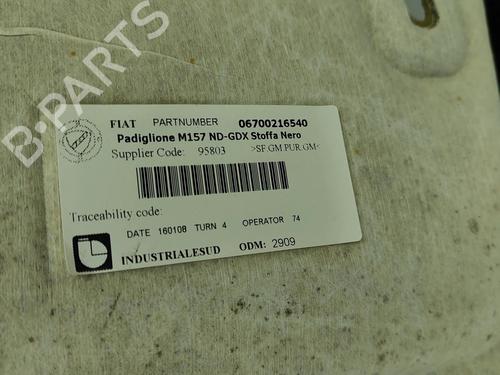 B-PARTS
FIAT PARTNUMBER 06700216540
Padiglione M157 ND-GDX Stoffa Nero
Supplier Code: 95803 >SF.GM PUR.GM<
Traceability code:
DATE 160108 TURN 4 OPERATOR 74
INDUSTRIALESUD ODM: 2909